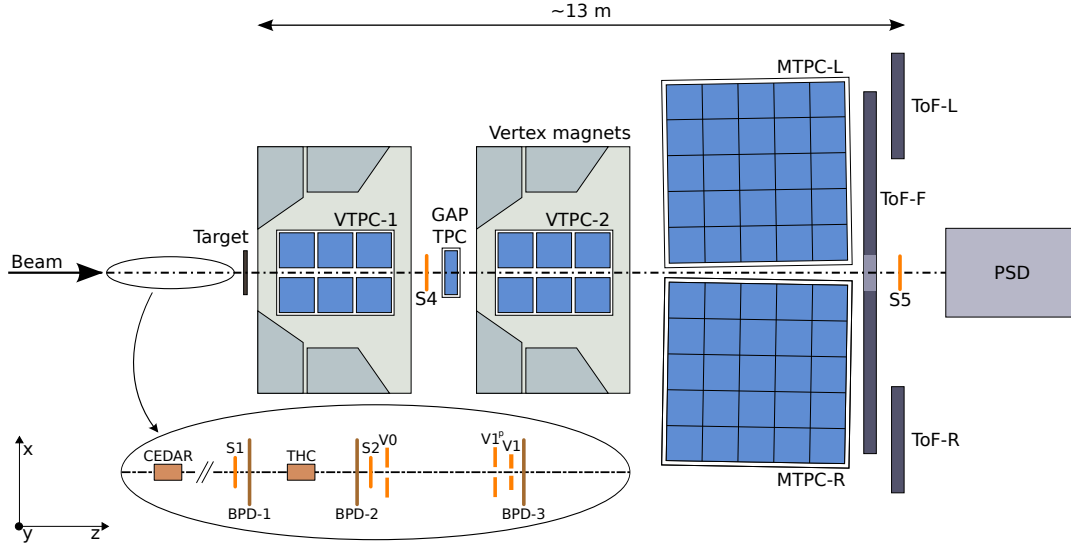 ~13 m
MTPC-L
ToF-L
Vertex magnets
ToF-F
VTPC-1
GAP
TPC
VTPC-2
Target
Beam
S4
S5
PSD
x
CEDAR
S1
THC
S2
V0
V1ᵖ
V1
ToF-R
MTPC-R
BPD-1
BPD-2
BPD-3
y
z